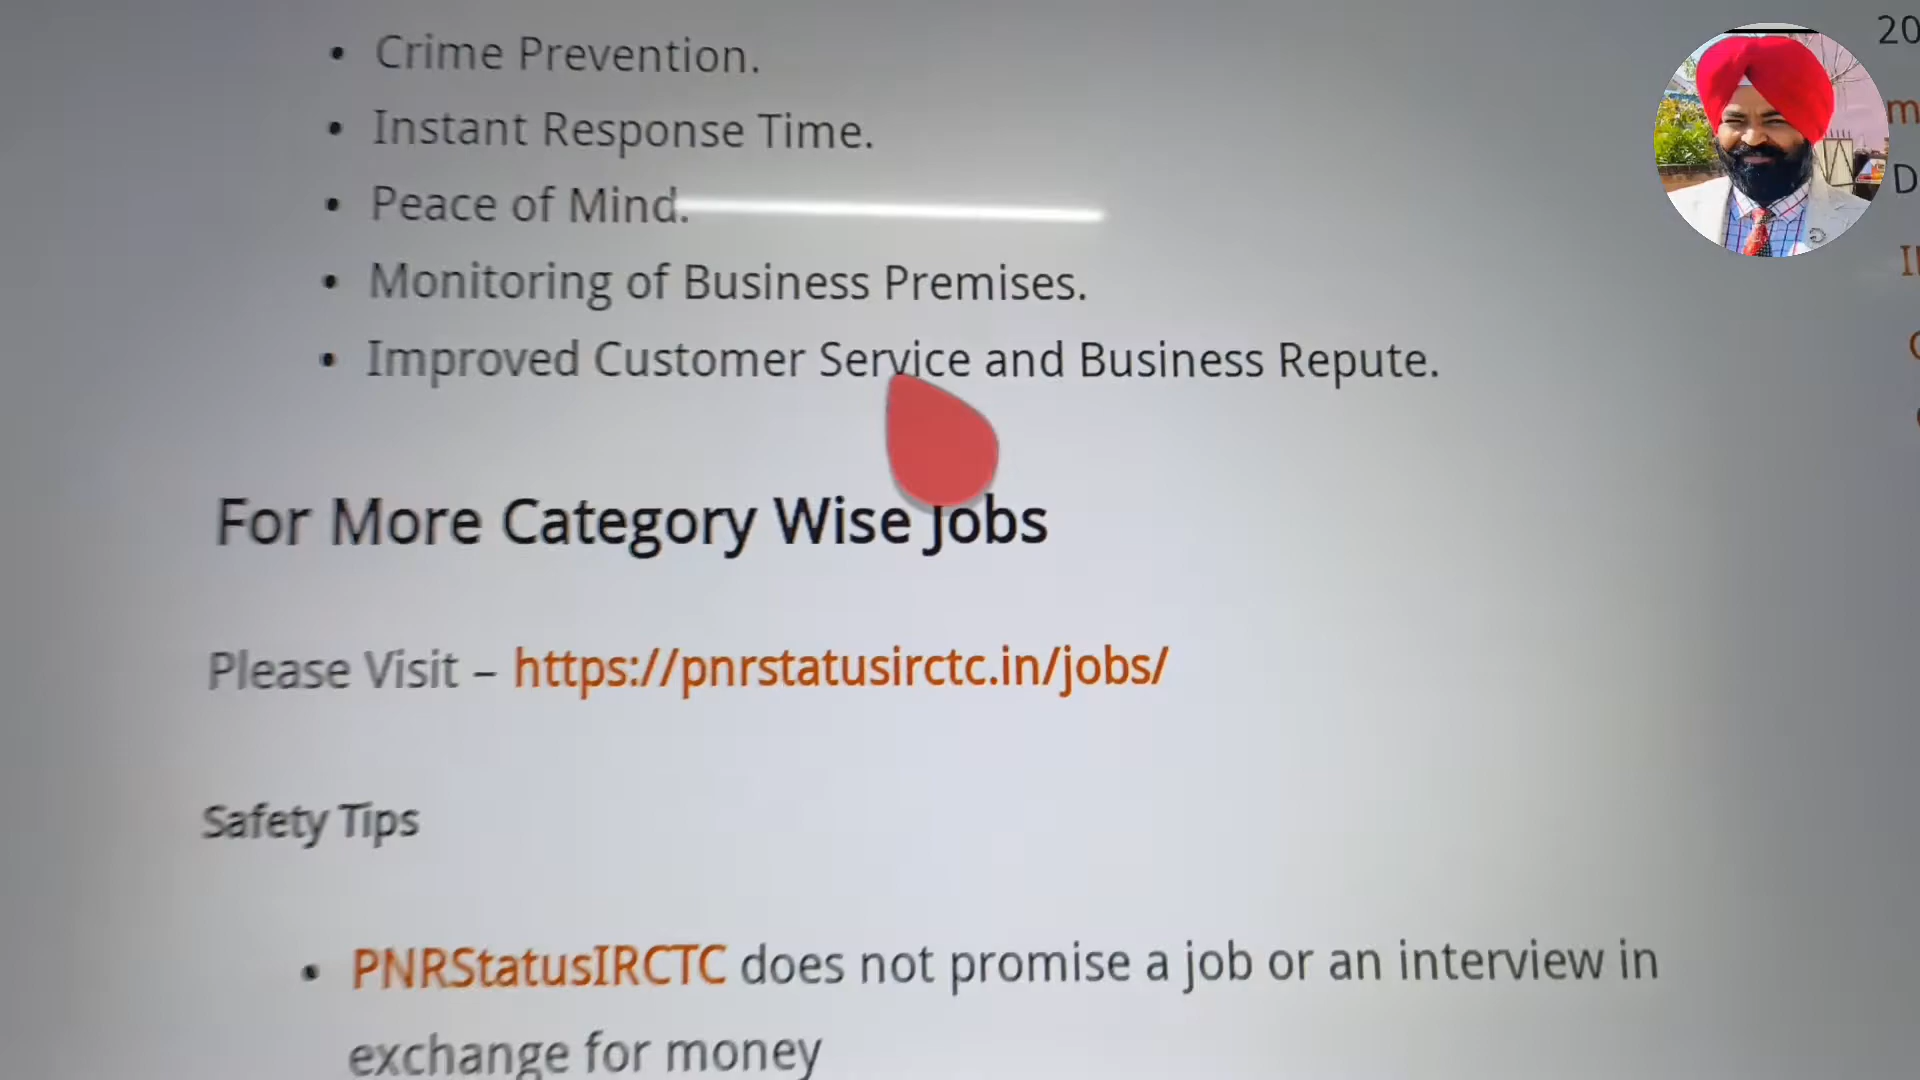 Crime Prevention.
Instant Response Time.
Peace of Mind.
Monitoring of Business Premises.
Improved Customer Service and Business Repute.
For More Category Wise Jobs
Please Visit – https://pnrstatusirctc.in/jobs/
Safety Tips
PNRStatusIRCTC does not promise a job or an interview in
exchange for money
20